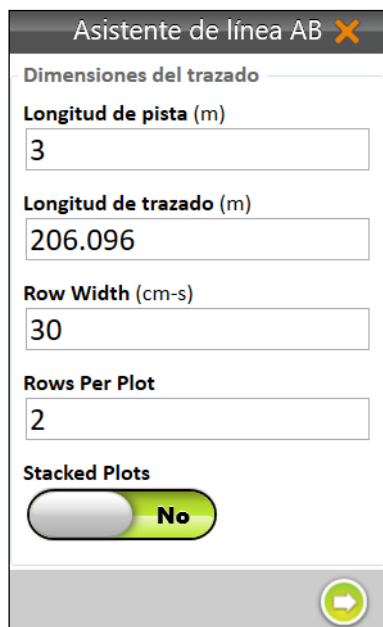 Asistente de línea AB
Dimensiones del trazado
Longitud de pista (m)
3
Longitud de trazado (m)
206.096
Row Width (cm-s)
30
Rows Per Plot
2
Stacked Plots
No